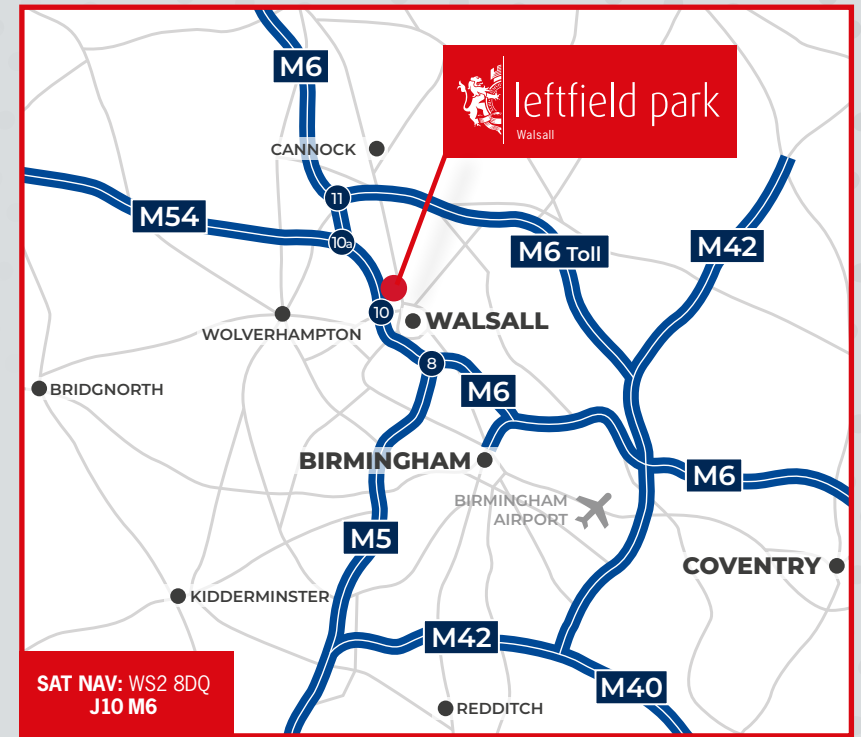 M6
leftfield park
Walsall
CANNOCK
11
M54
10a
M6 Toll
M42
10
WALSALL
WOLVERHAMPTON
8
BRIDGNORTH
M6
BIRMINGHAM
M6
BIRMINGHAM
AIRPORT
M5
COVENTRY
KIDDERMINSTER
M42
SAT NAV: WS2 8DQ
J10 M6
M40
REDDITCH